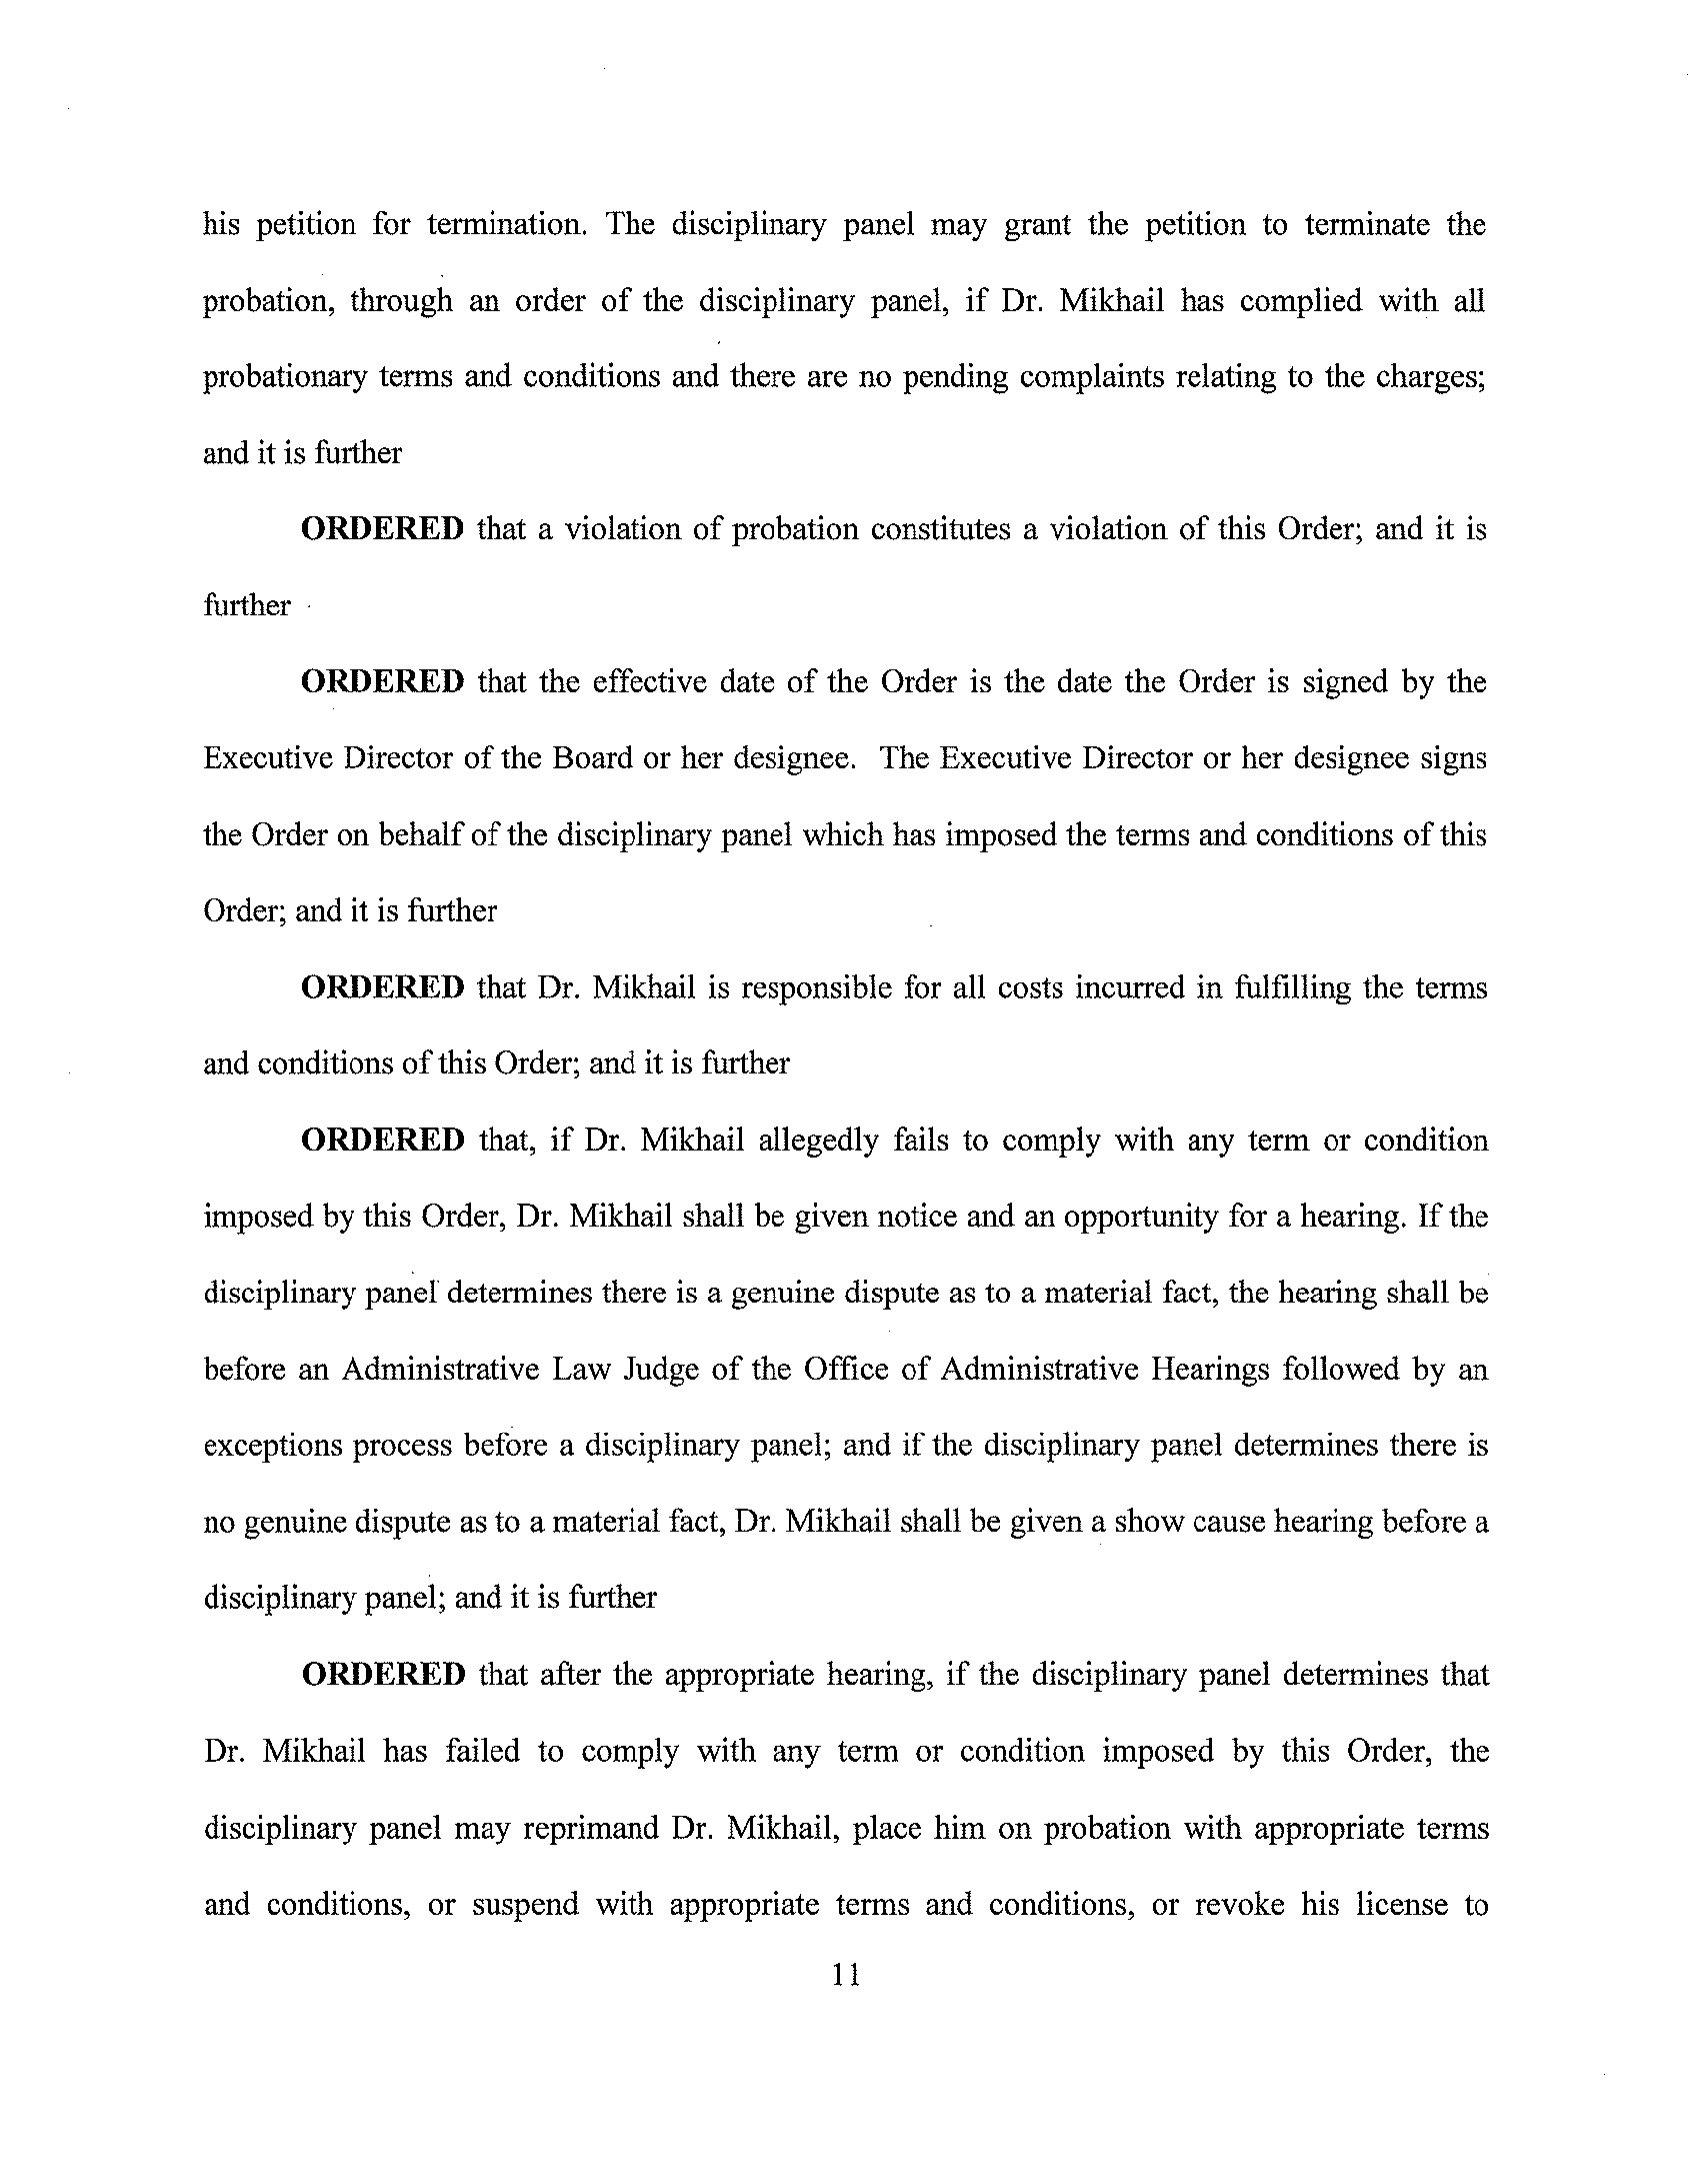 his petition for termination. The disciplinary panel may grant the petition to terminate the
probation, through an order of the disciplinary panel, if Dr. Mikhail has complied with all
probationary terms and conditions and there are no pending complaints relating to the charges;
and it is further
ORDERED that a violation of probation constitutes a violation of this Order; and it is
further
ORDERED that the effective date of the Order is the date the Order is signed by the
Executive Director of the Board or her designee. The Executive Director or her designee signs
the Order on behalf of the disciplinary panel which has imposed the terms and conditions of this
Order; and it is further
ORDERED that Dr. Mikhail is responsible for all costs incurred in fulfilling the terms
and conditions of this Order; and it is further
ORDERED that, if Dr. Mikhail allegedly fails to comply with any term or condition
imposed by this Order, Dr. Mikhail shall be given notice and an opportunity for a hearing. If the
disciplinary panel determines there is a genuine dispute as to a material fact, the hearing shall be
before an Administrative Law Judge of the Office of Administrative Hearings followed by an
exceptions process before a disciplinary panel; and if the disciplinary panel determines there is
no genuine dispute as to a material fact, Dr. Mikhail shall be given a show cause hearing before a
disciplinary panel; and it is further
ORDERED that after the appropriate hearing, if the disciplinary panel determines that
Dr. Mikhail has failed to comply with any term or condition imposed by this Order, the
disciplinary panel may reprimand Dr. Mikhail, place him on probation with appropriate terms
and conditions, or suspend with appropriate terms and conditions, or revoke his license to
11